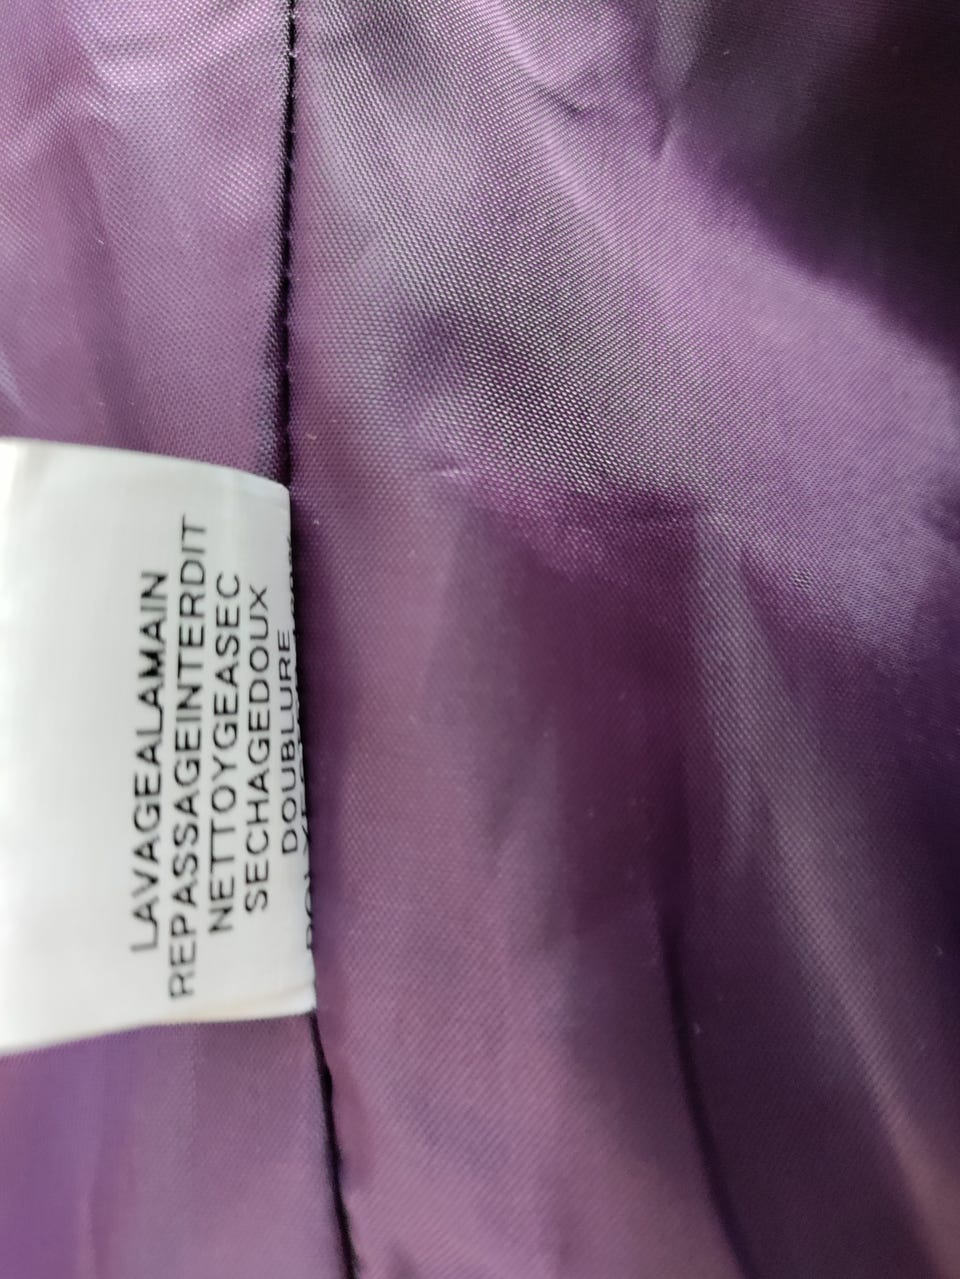 LAVAGEALAMAIN
REPASSAGEINTERDIT
NETTOYGEASEC
SECHAGEDOUX
DOUBLURE